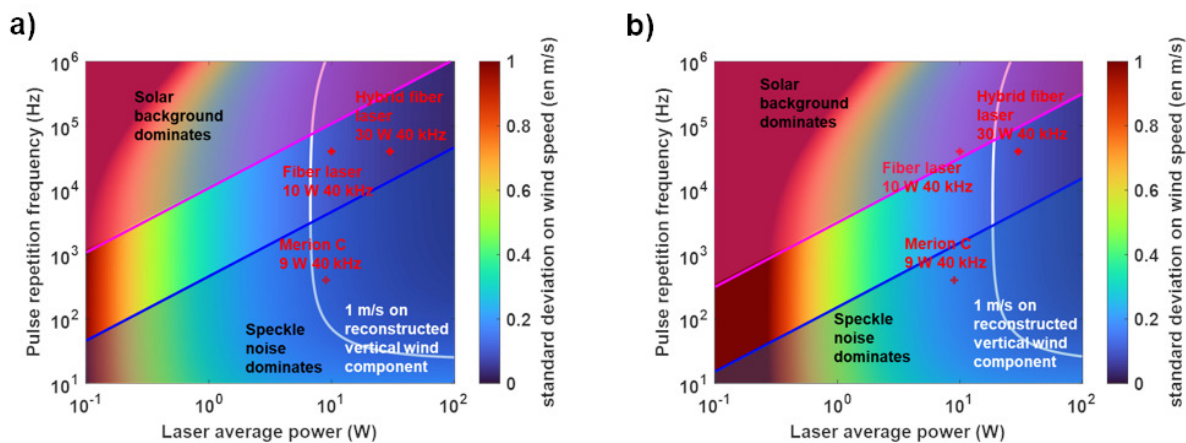 a)
Pulse repetition frequency (Hz)
10^6
10^5
10^4
10^3
10^2
10^1
Solar
background
dominates
Hybrid fiber
laser
30 W 40 kHz
Fiber laser
10 W 40 kHz
Merion C
9 W 40 kHz
Speckle
noise
dominates
1 m/s on
reconstructed
vertical wind
component
10^-1
10^0
10^1
10^2
Laser average power (W)
1
0.8
0.6
0.4
0.2
0
standard deviation on wind speed (en m/s)
b)
Pulse repetition frequency (Hz)
10^6
10^5
10^4
10^3
10^2
10^1
Solar
background
dominates
Hybrid fiber
laser
30 W 40 kHz
Fiber laser
10 W 40 kHz
Merion C
9 W 40 kHz
Speckle
noise
dominates
1 m/s on
reconstructed
vertical wind
component
10^-1
10^0
10^1
10^2
Laser average power (W)
1
0.8
0.6
0.4
0.2
0
standard deviation on wind speed (en m/s)